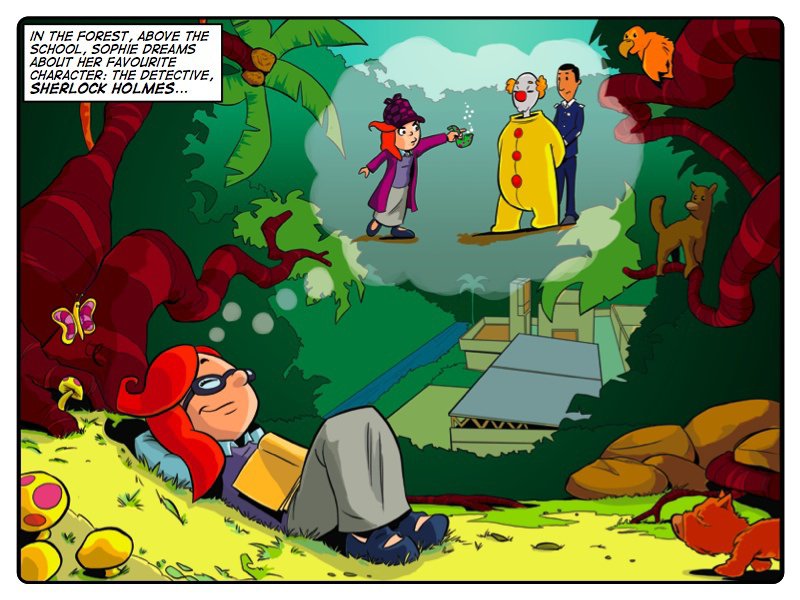 IN THE FOREST, ABOVE THE
SCHOOL, SOPHIE DREAMS
ABOUT HER FAVOURITE
CHARACTER: THE DETECTIVE,
SHERLOCK HOLMES...